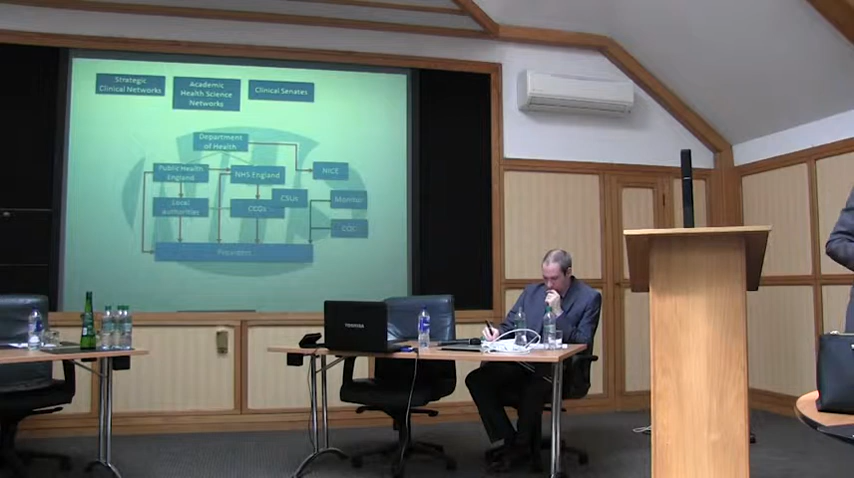 Strategic
Clinical Networks
Academic
Health Science
Networks
Clinical Senates
Department
of Health
Public Health
England
NHS England
NICE
Local
authorities
CCGs
CSUs
Monitor
CQC
Providers
TOSHIBA